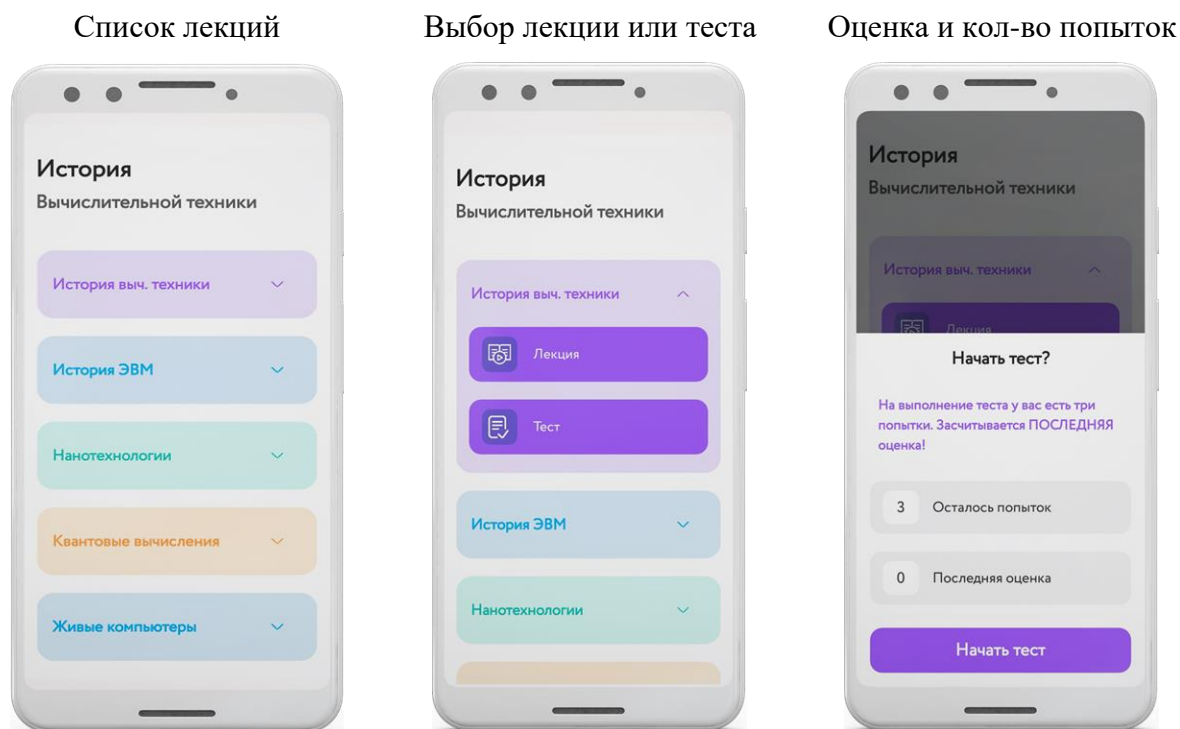 Список лекций
История
Вычислительной техники
История выч. техники
История ЭВМ
Нанотехнологии
Квантовые вычисления
Живые компьютеры
Выбор лекции или теста
История
Вычислительной техники
История выч. техники
Лекция
Тест
История ЭВМ
Нанотехнологии
Оценка и кол-во попыток
История
Вычислительной техники
История выч. техники
Лекция
Начать тест?
На выполнение теста у вас есть три
попытки. Засчитывается ПОСЛЕДНЯЯ
оценка!
3 Осталось попыток
0 Последняя оценка
Начать тест